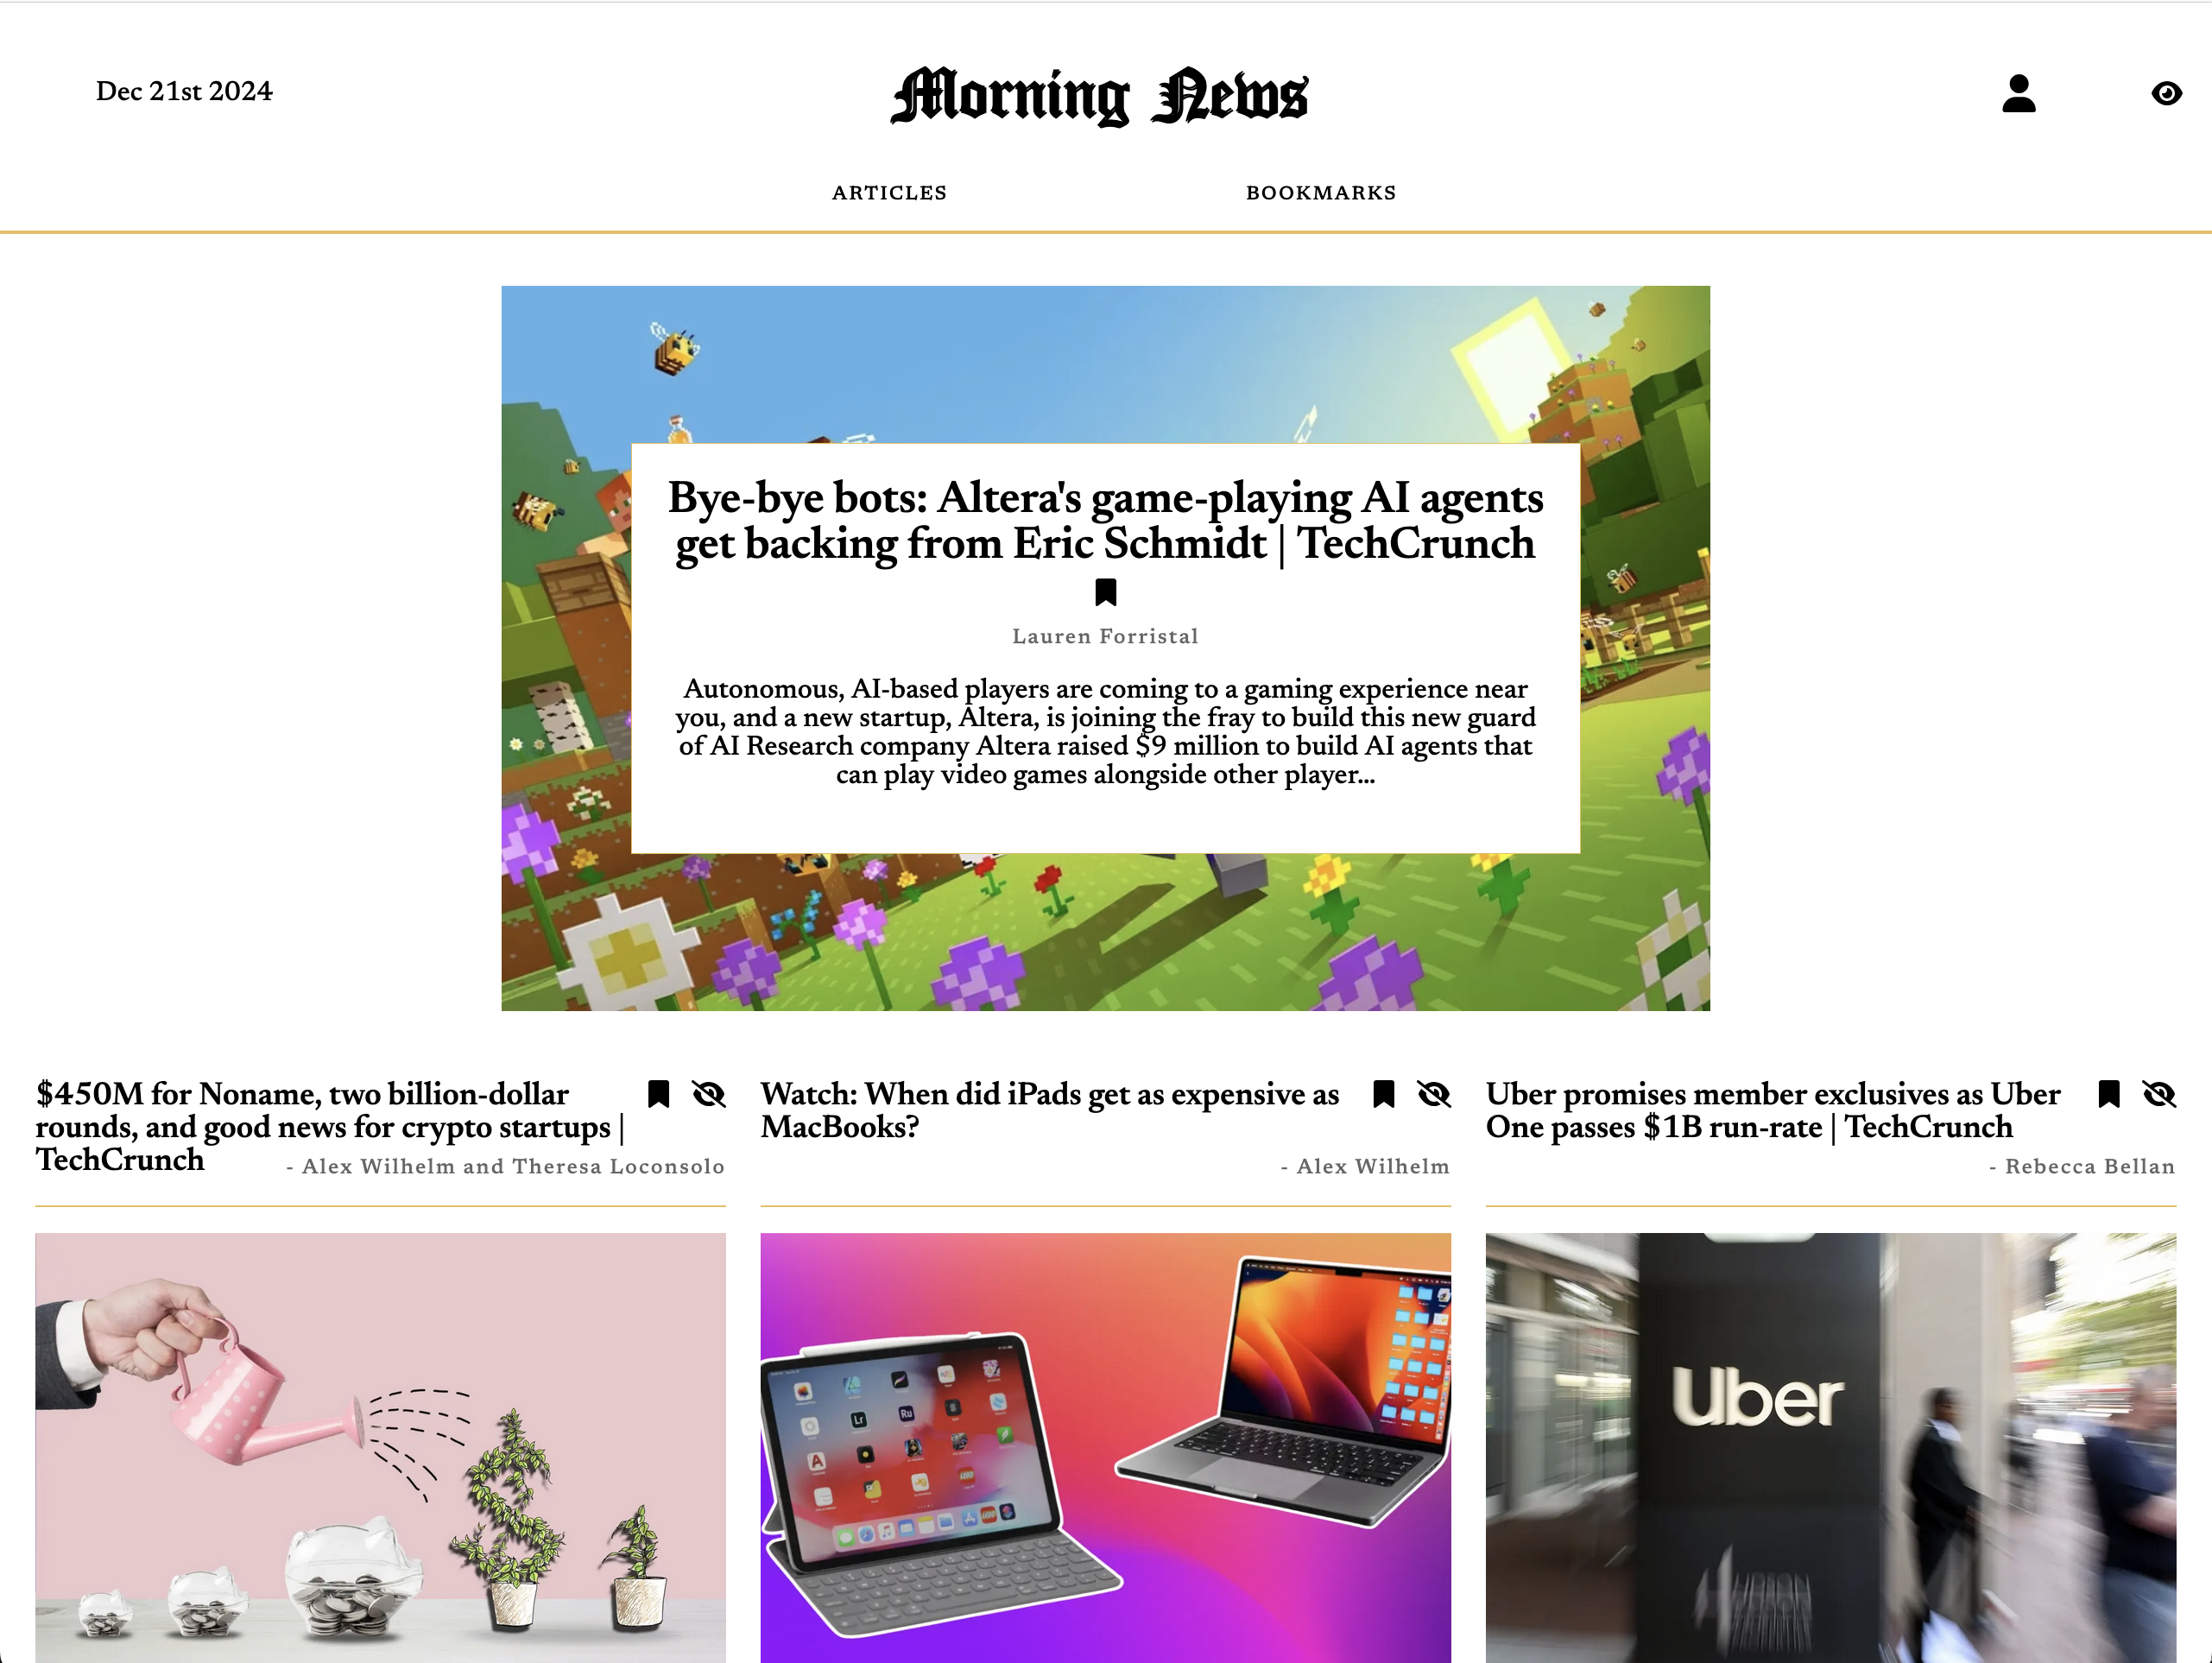 Dec 21st 2024
Morning News
ARTICLES
BOOKMARKS
Bye-bye bots: Altera's game-playing AI agents
get backing from Eric Schmidt | TechCrunch
Lauren Forristal
Autonomous, AI-based players are coming to a gaming experience near
you, and a new startup, Altera, is joining the fray to build this new guard
of AI Research company Altera raised $9 million to build AI agents that
can play video games alongside other player...
$450M for Noname, two billion-dollar
rounds, and good news for crypto startups |
TechCrunch
- Alex Wilhelm and Theresa Loconsolo
Watch: When did iPads get as expensive as
MacBooks?
- Alex Wilhelm
Uber promises member exclusives as Uber
One passes $1B run-rate | TechCrunch
- Rebecca Bellan
Lr
Ru
Uber